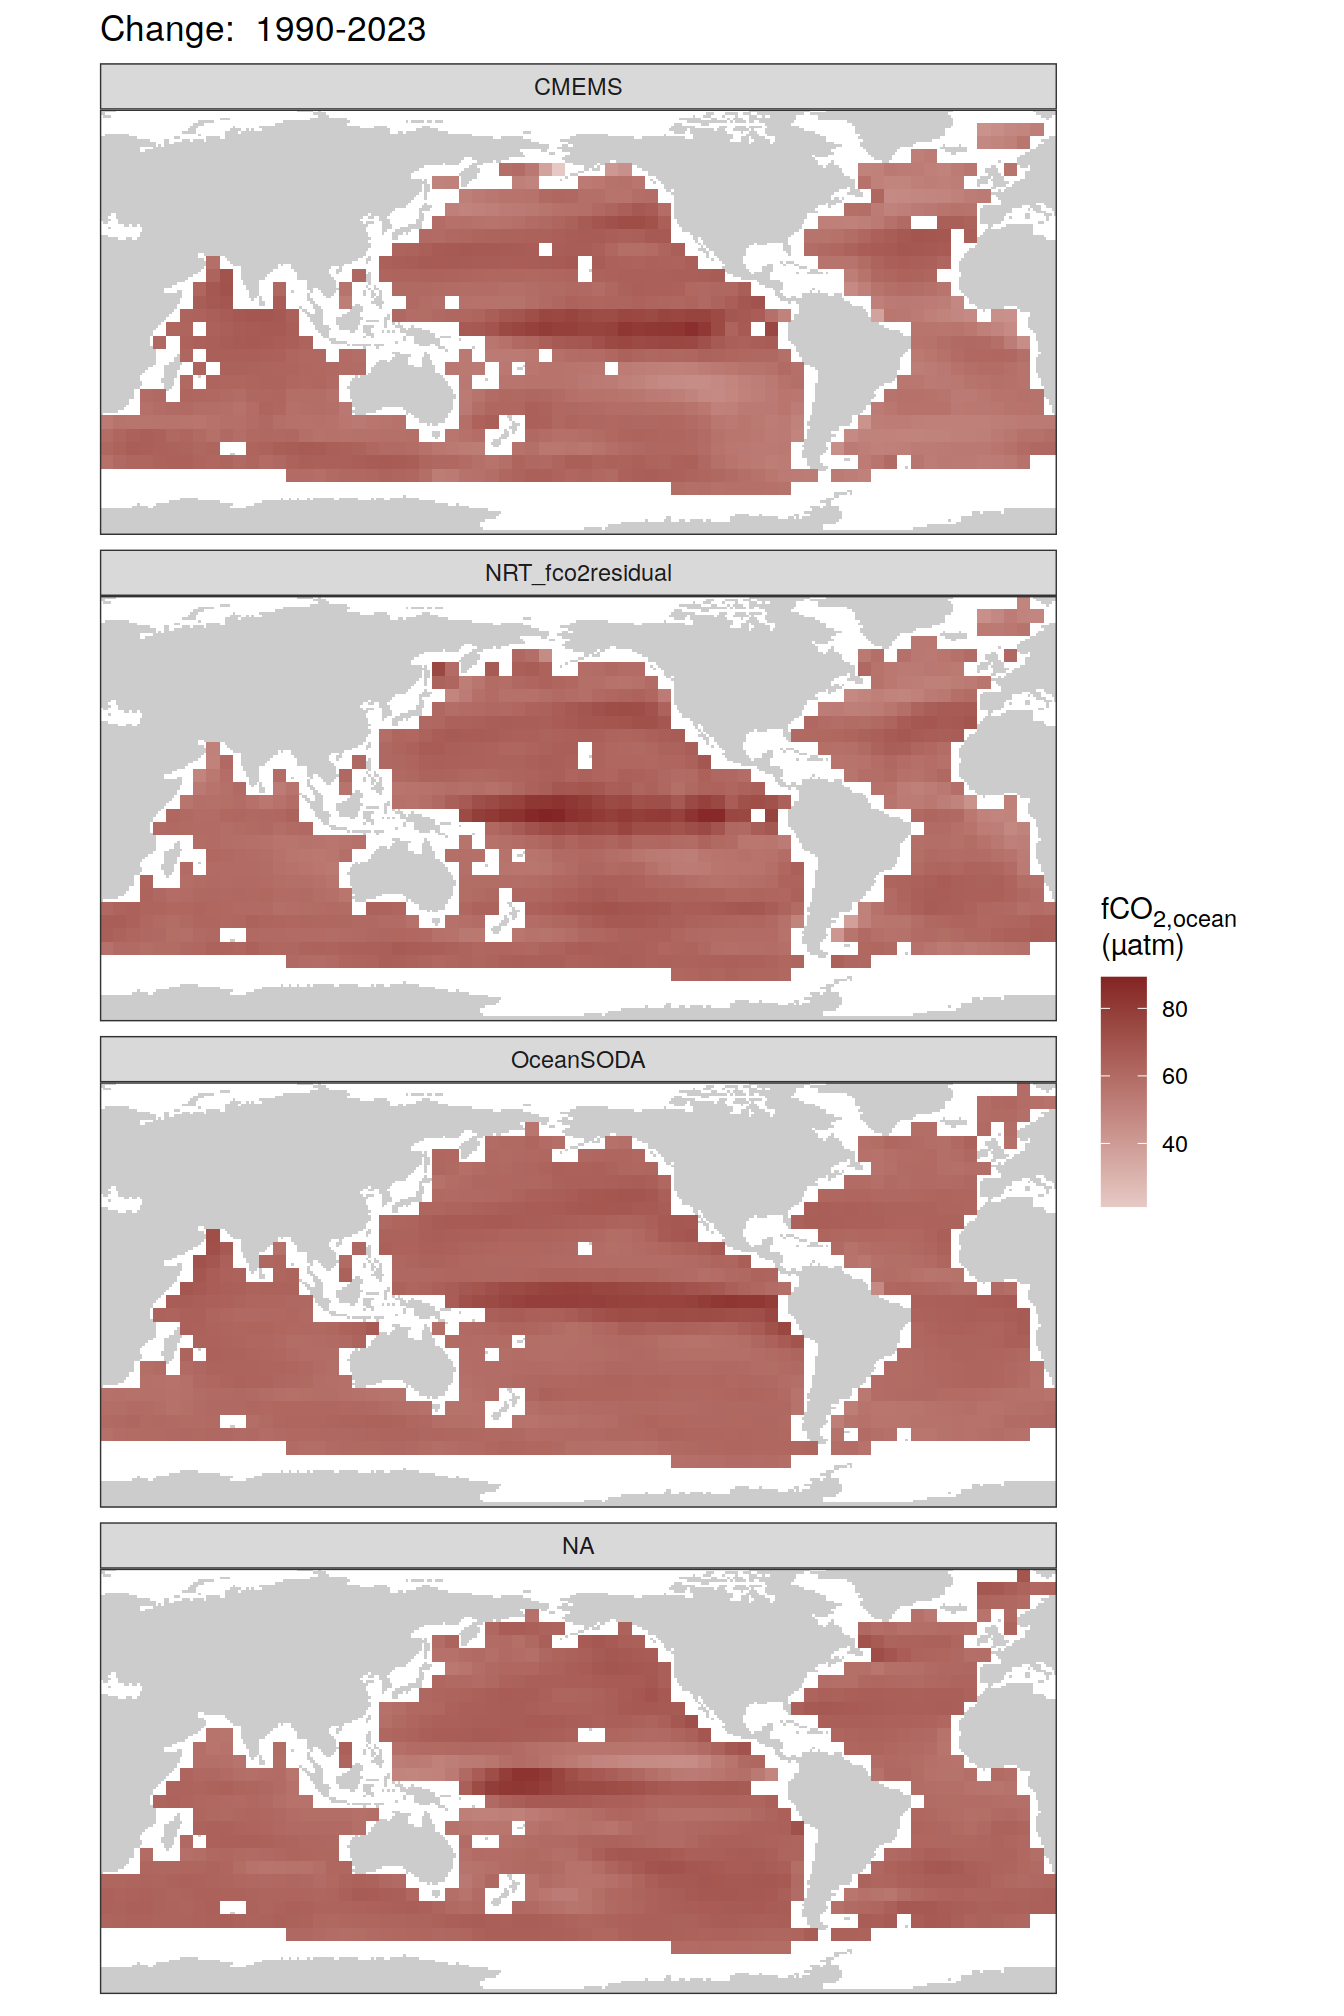 Change:  1990-2023
CMEMS
NRT_fco2residual
OceanSODA
NA
fCO2,ocean
(µatm)
80
60
40